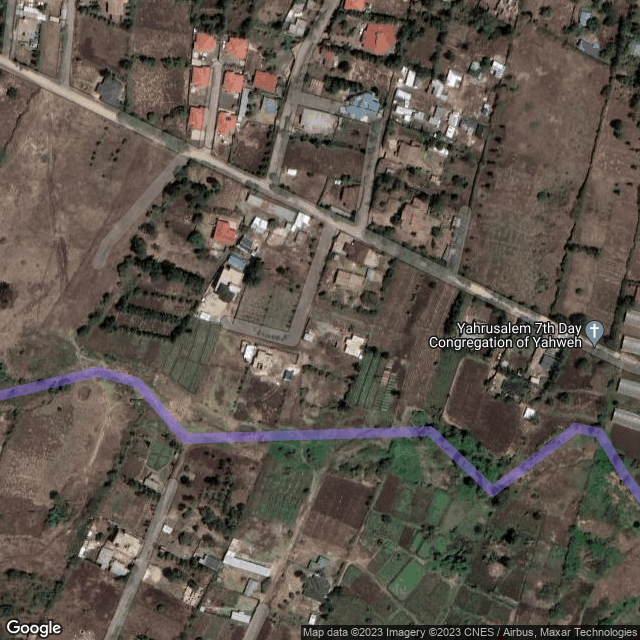 Yahrusalem 7th Day
Congregation of Yahweh
Google
Map data ©2023 Imagery ©2023 CNES / Airbus, Maxar Technologies